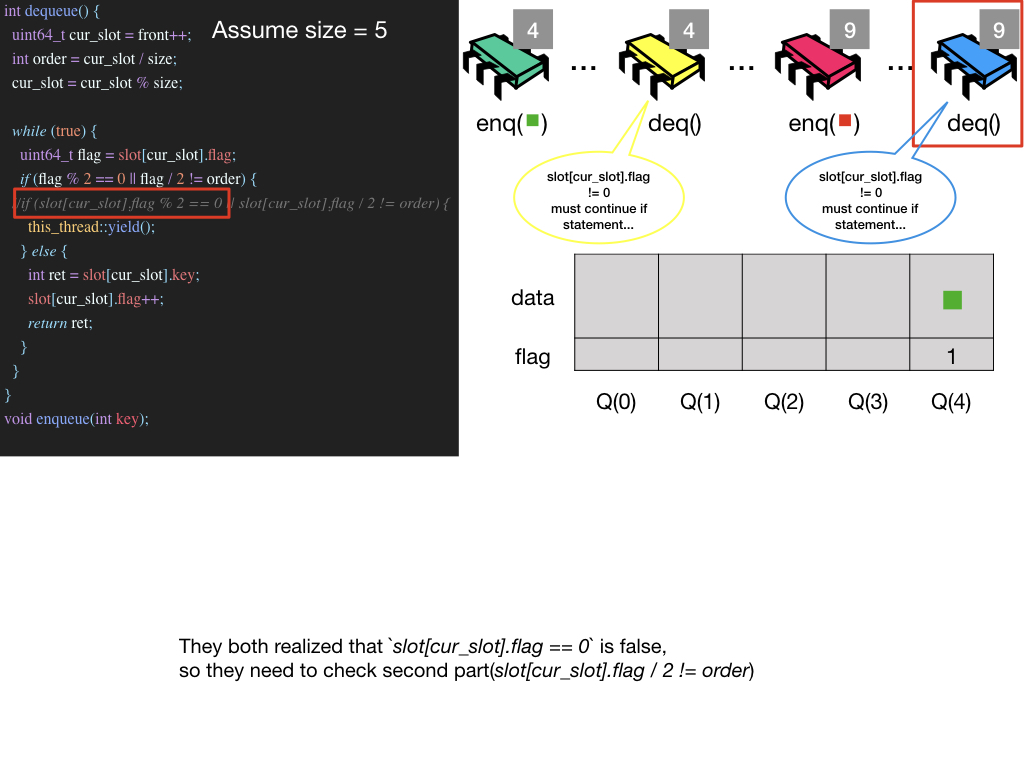 int dequeue() {
uint64_t cur_slot = front++;
int order = cur_slot / size;
cur_slot = cur_slot % size;
while (true) {
uint64_t flag = slot[cur_slot].flag;
if (flag % 2 == 0 || flag / 2 != order) {
//if (slot[cur_slot].flag % 2 == 0 || slot[cur_slot].flag / 2 != order) {
this_thread::yield();
} else {
int ret = slot[cur_slot].key;
slot[cur_slot].flag++;
return ret;
}
}
}
void enqueue(int key);
Assume size = 5
4 4 9 9
... ... ...
enq( ) deq() enq( ) deq()
slot[cur_slot].flag
!= 0
must continue if
statement...
slot[cur_slot].flag
!= 0
must continue if
statement...
data
flag 1
Q(0) Q(1) Q(2) Q(3) Q(4)
They both realized that `slot[cur_slot].flag == 0` is false,
so they need to check second part(slot[cur_slot].flag / 2 != order)